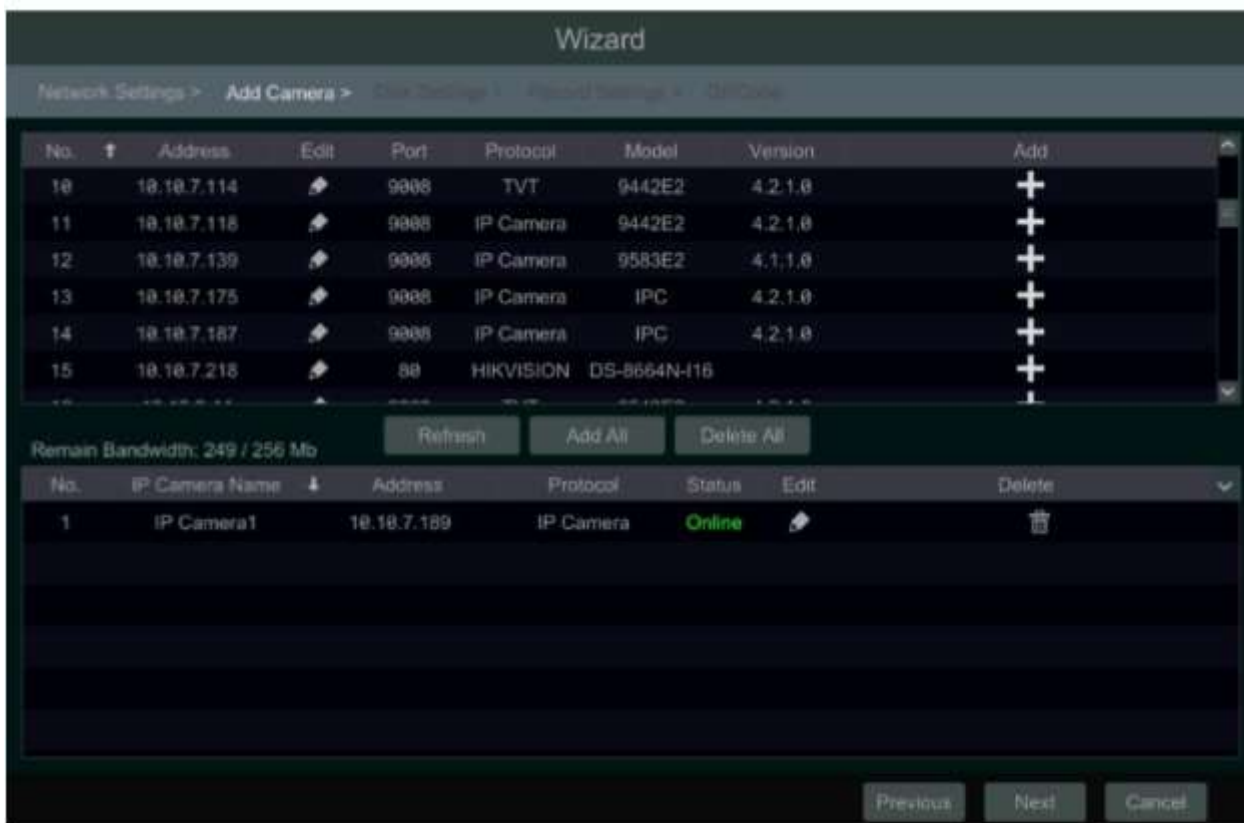 Wizard
Network Settings > Add Camera > Disk Settings > Record Settings > QRCode
No. Address Edit Port Protocol Model Version Add
10 10.10.7.114 9008 TVT 9442E2 4.2.1.0
11 10.10.7.118 9008 IP Camera 9442E2 4.2.1.0
12 10.10.7.139 9008 IP Camera 9583E2 4.1.1.0
13 10.10.7.175 9008 IP Camera IPC 4.2.1.0
14 10.10.7.187 9008 IP Camera IPC 4.2.1.0
15 10.10.7.218 80 HIKVISION DS-8664N-I16
Remain Bandwidth: 249 / 256 Mb Refresh Add All Delete All
No. IP Camera Name Address Protocol Status Edit Delete
1 IP Camera1 10.10.7.189 IP Camera Online
Previous Next Cancel